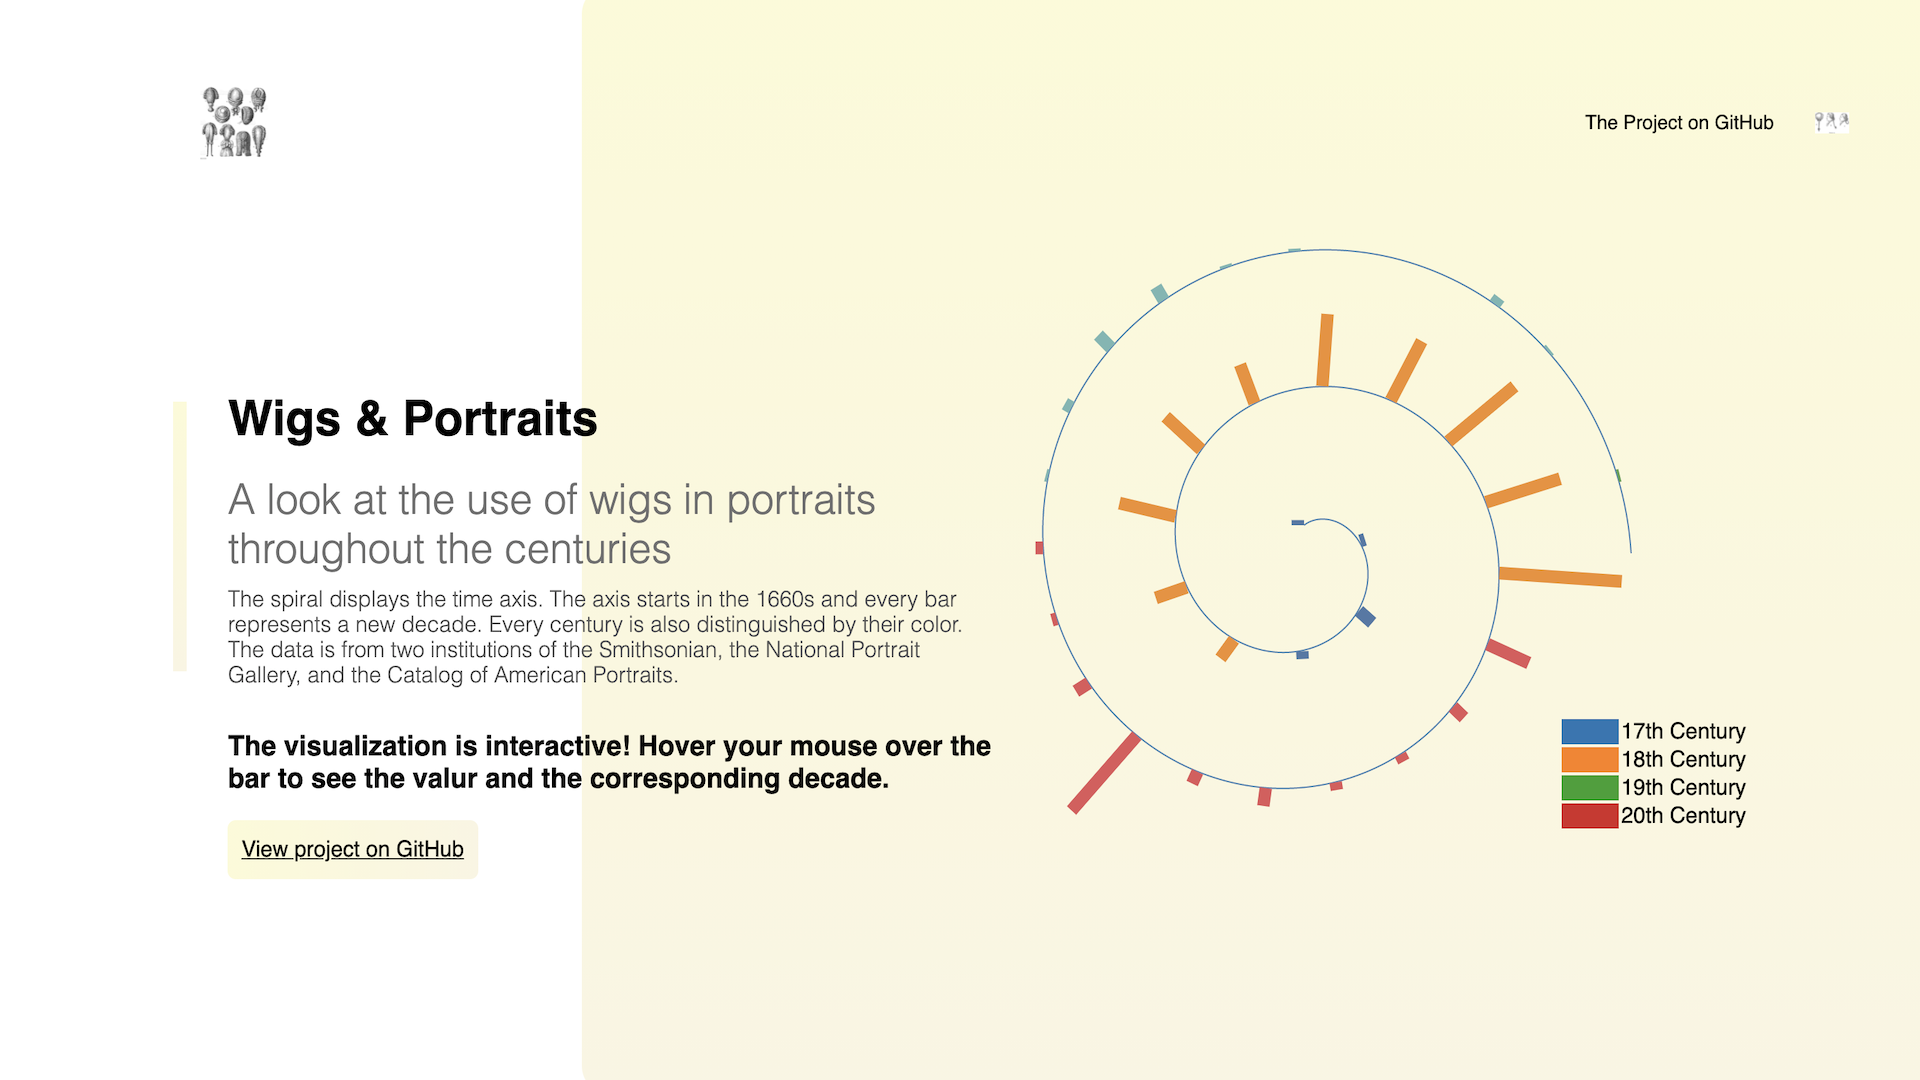 The Project on GitHub
Wigs & Portraits
A look at the use of wigs in portraits
throughout the centuries
The spiral displays the time axis. The axis starts in the 1660s and every bar
represents a new decade. Every century is also distinguished by their color.
The data is from two institutions of the Smithsonian, the National Portrait
Gallery, and the Catalog of American Portraits.
The visualization is interactive! Hover your mouse over the
bar to see the valur and the corresponding decade.
View project on GitHub
17th Century
18th Century
19th Century
20th Century